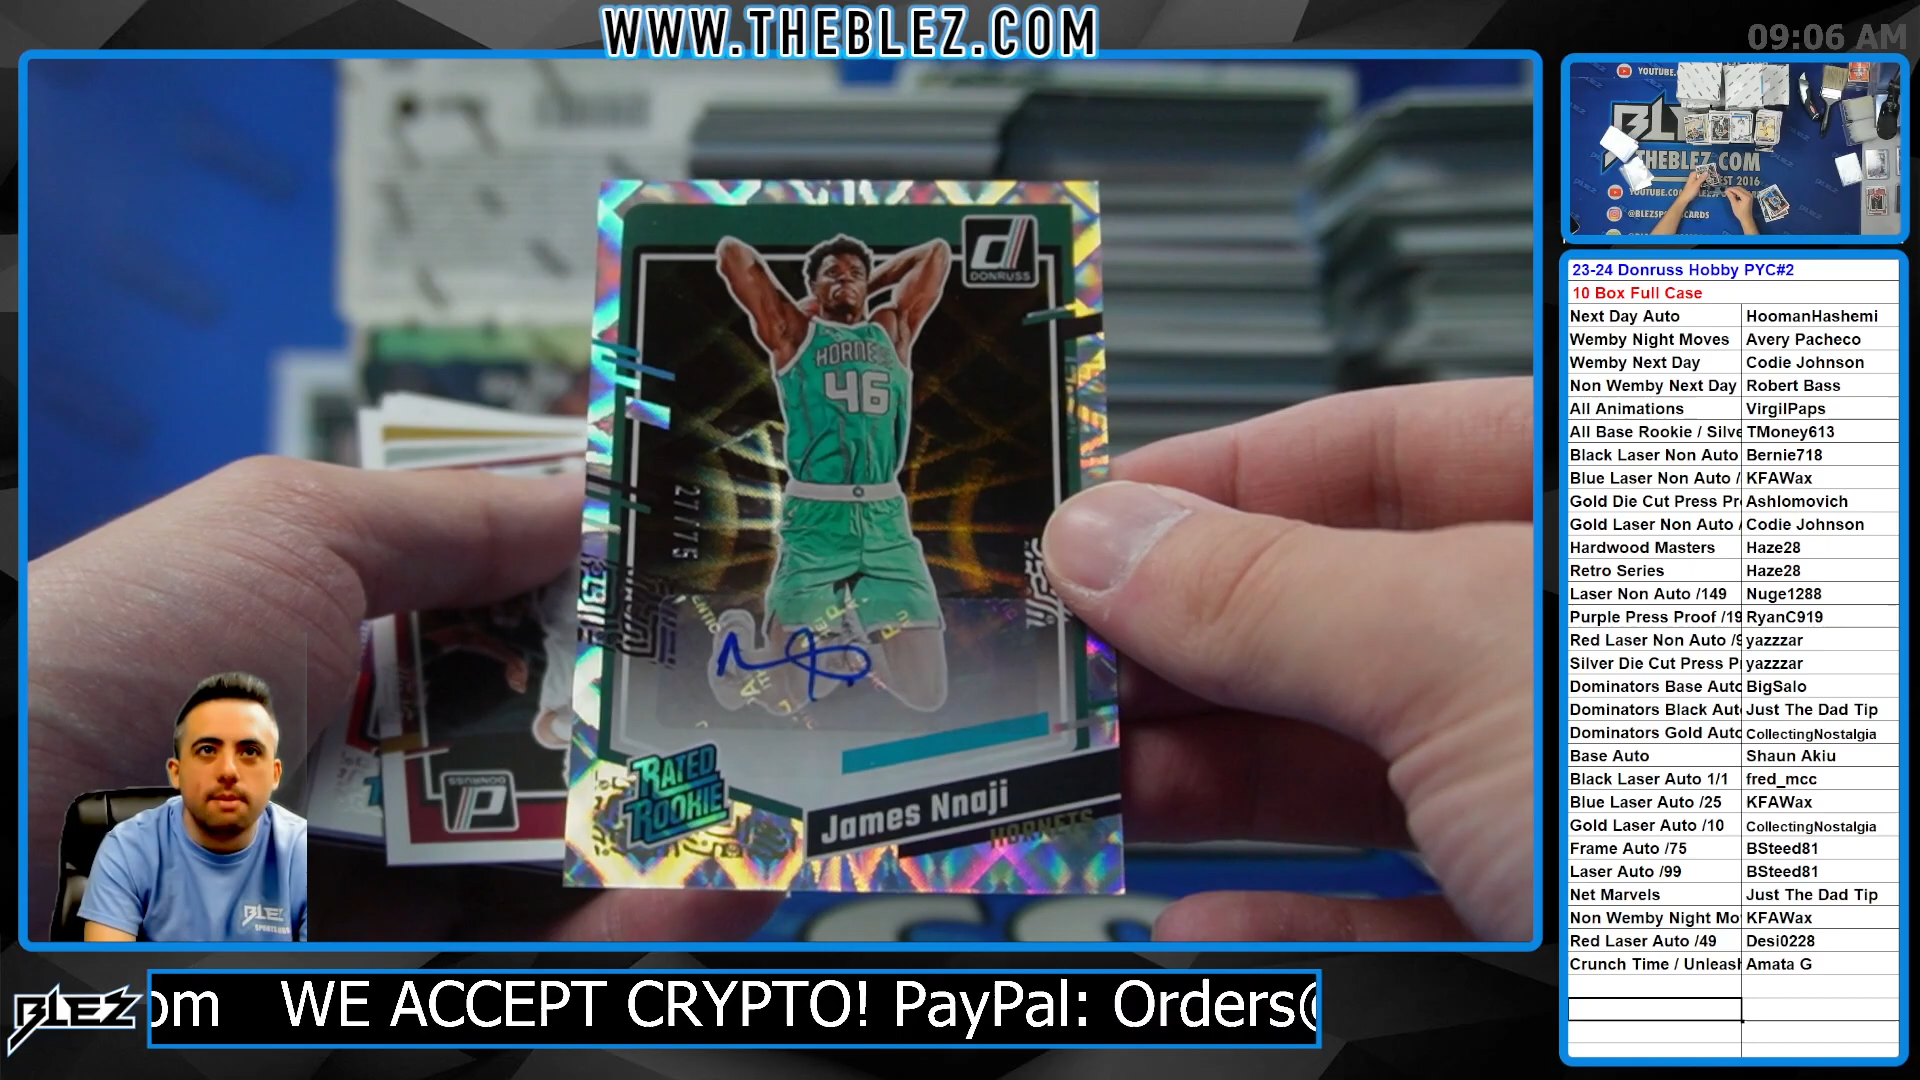 WWW.THEBLEZ.COM
09:06 AM
YOUTUBE.
THEBLEZ.COM
EST 2016
@BLEZSPORTSCARDS
23-24 Donruss Hobby PYC#2
10 Box Full Case
Next Day Auto HoomanHashemi
Wemby Night Moves Avery Pacheco
Wemby Next Day Codie Johnson
Non Wemby Next Day Robert Bass
All Animations VirgilPaps
All Base Rookie / Silve TMoney613
Black Laser Non Auto Bernie718
Blue Laser Non Auto / KFAWax
Gold Die Cut Press Pr Ashlomovich
Gold Laser Non Auto / Codie Johnson
Hardwood Masters Haze28
Retro Series Haze28
Laser Non Auto /149 Nuge1288
Purple Press Proof /19 RyanC919
Red Laser Non Auto /9 yazzzar
Silver Die Cut Press P yazzzar
Dominators Base Auto BigSalo
Dominators Black Aut Just The Dad Tip
Dominators Gold Auto CollectingNostalgia
Base Auto Shaun Akiu
Black Laser Auto 1/1 fred_mcc
Blue Laser Auto /25 KFAWax
Gold Laser Auto /10 CollectingNostalgia
Frame Auto /75 BSteed81
Laser Auto /99 BSteed81
Net Marvels Just The Dad Tip
Non Wemby Night Mo KFAWax
Red Laser Auto /49 Desi0228
Crunch Time / Unleash Amata G
d
DONRUSS
HORNETS
46
27/75
RATED
ROOKIE
James Nnaji
HORNETS
DONRUSS
BLEZ
BLEZ
om WE ACCEPT CRYPTO! PayPal: Orders@